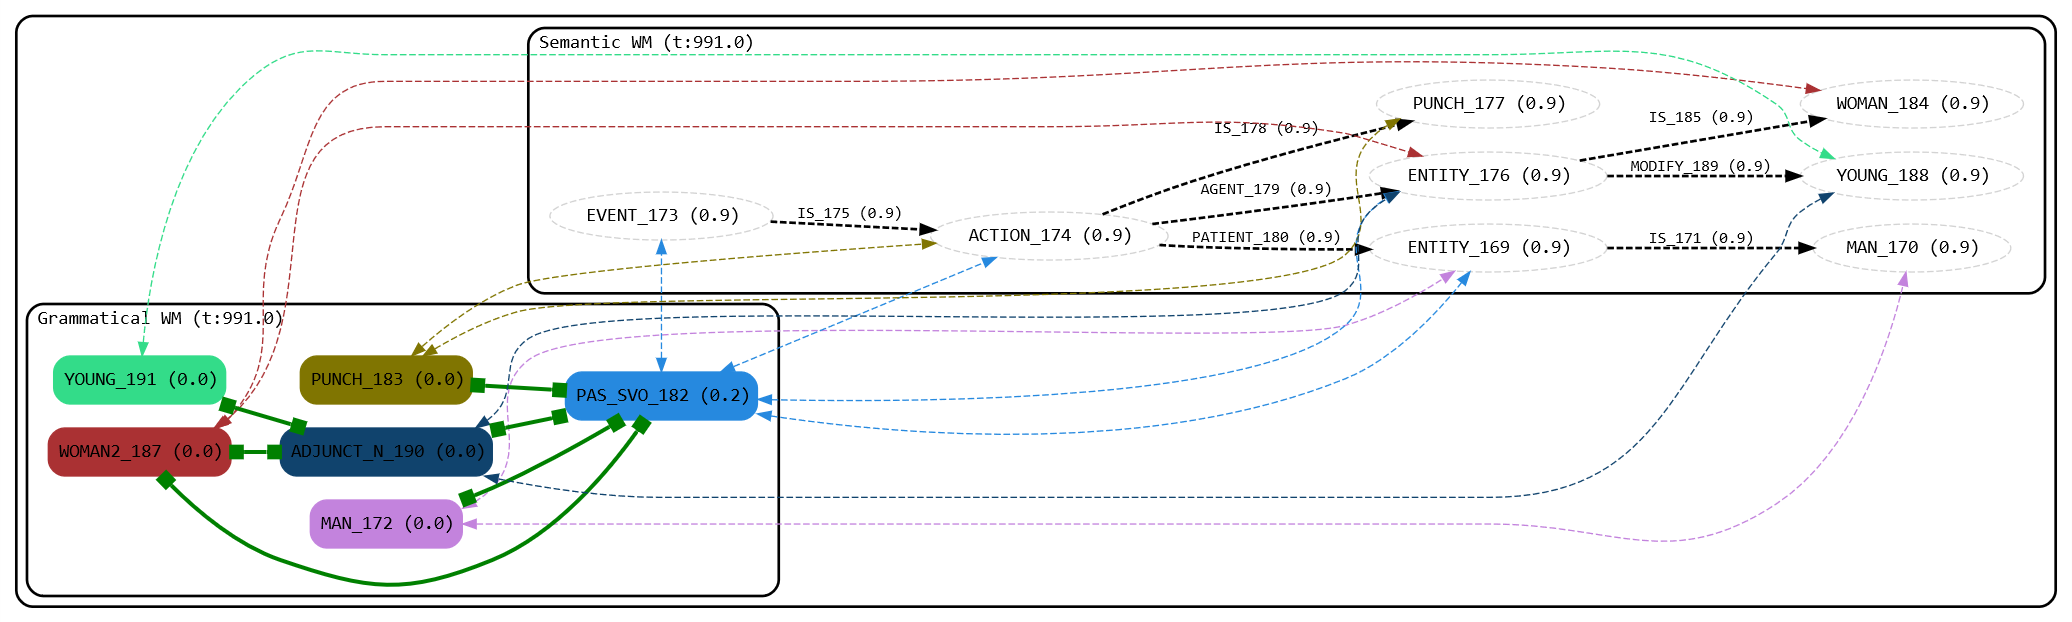 Semantic WM (t:991.0)
PUNCH_177 (0.9)
WOMAN_184 (0.9)
IS_178 (0.9)
IS_185 (0.9)
ENTITY_176 (0.9)
MODIFY_189 (0.9)
YOUNG_188 (0.9)
AGENT_179 (0.9)
EVENT_173 (0.9)
IS_175 (0.9)
ACTION_174 (0.9)
PATIENT_180 (0.9)
ENTITY_169 (0.9)
IS_171 (0.9)
MAN_170 (0.9)
Grammatical WM (t:991.0)
YOUNG_191 (0.0)
PUNCH_183 (0.0)
PAS_SVO_182 (0.2)
WOMAN2_187 (0.0)
ADJUNCT_N_190 (0.0)
MAN_172 (0.0)